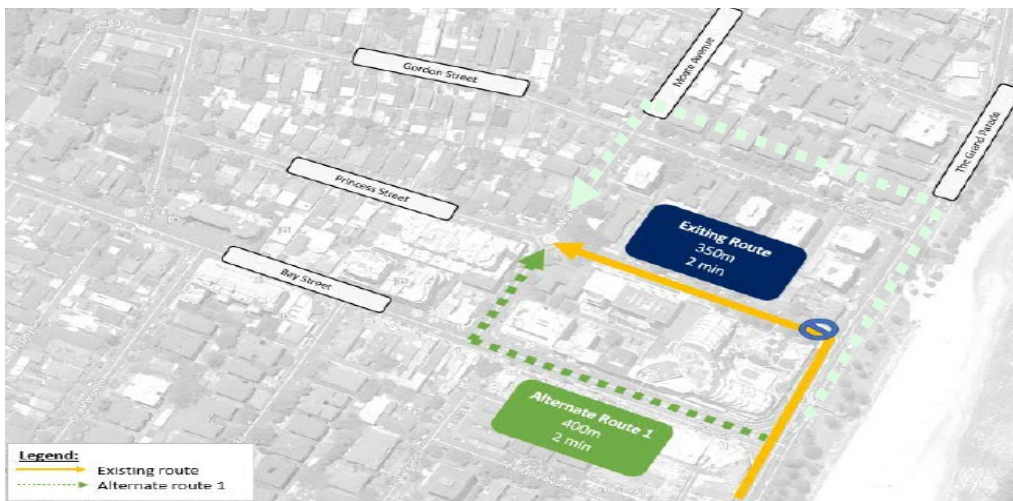 Gordon Street
Moate Avenue
The Grand Parade
Princess Street
Bay Street
Exiting Route
350m
2 min
Alternate Route 1
400m
2 min
Legend:
Existing route
Alternate route 1